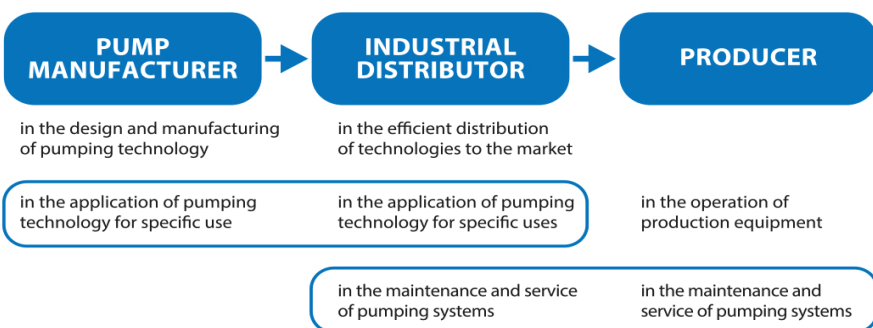 PUMP
MANUFACTURER
INDUSTRIAL
DISTRIBUTOR
PRODUCER
in the design and manufacturing
of pumping technology
in the efficient distribution
of technologies to the market
in the application of pumping
technology for specific use
in the application of pumping
technology for specific uses
in the operation of
production equipment
in the maintenance and service
of pumping systems
in the maintenance and
service of pumping systems